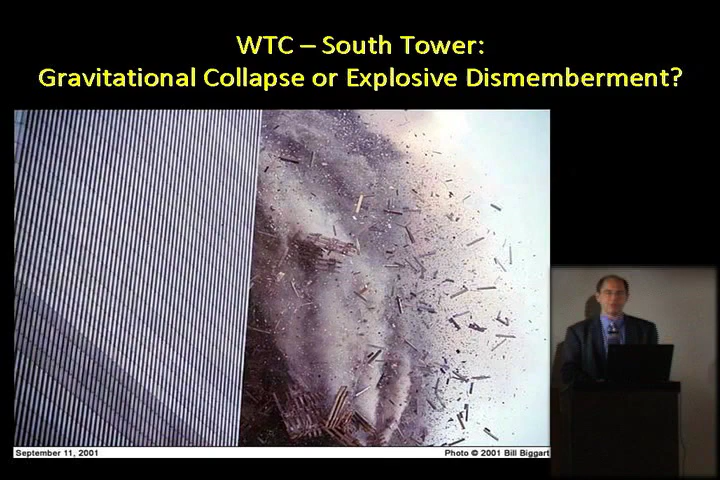 WTC – South Tower:
Gravitational Collapse or Explosive Dismemberment?
September 11, 2001
Photo © 2001 Bill Biggart